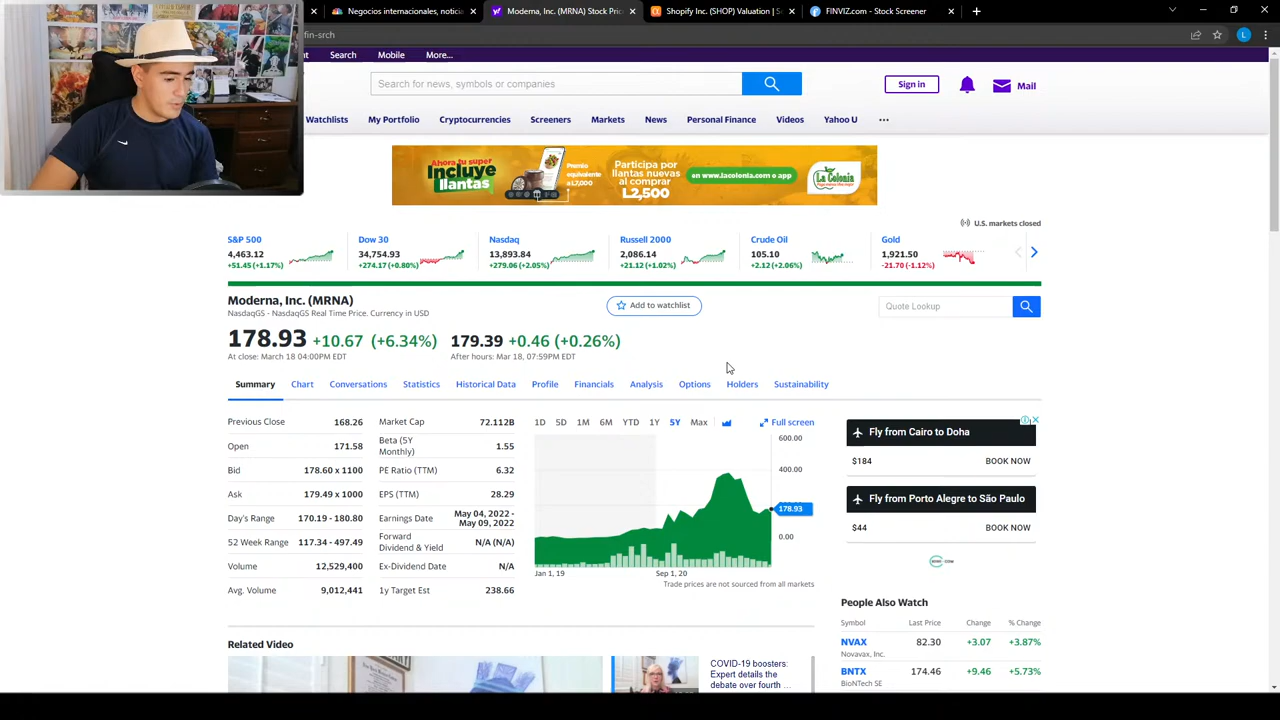 Negocios internacionales, noticia
Moderna, Inc. (MRNA) Stock Pric
Shopify Inc. (SHOP) Valuation | S
FINVIZ.com - Stock Screener
fin-srch
Search
Mobile
More...
Search for news, symbols or companies
Sign in
Mail
Watchlists
My Portfolio
Cryptocurrencies
Screeners
Markets
News
Personal Finance
Videos
Yahoo U
Ahora tu super
Incluye
llantas
Premio
equivalente
a L7,000
Participa por
llantas nuevas
al comprar
L2,500
en www.lacolonia.com o app
La Colonia
U.S. markets closed
S&P 500
4,463.12
+51.45 (+1.17%)
Dow 30
34,754.93
+274.17 (+0.80%)
Nasdaq
13,893.84
+279.06 (+2.05%)
Russell 2000
2,086.14
+21.12 (+1.02%)
Crude Oil
105.10
+2.12 (+2.06%)
Gold
1,921.50
-21.70 (-1.12%)
Moderna, Inc. (MRNA)
NasdaqGS - NasdaqGS Real Time Price. Currency in USD
Add to watchlist
Quote Lookup
178.93 +10.67 (+6.34%)
At close: March 18 04:00PM EDT
179.39 +0.46 (+0.26%)
After hours: Mar 18, 07:59PM EDT
Summary
Chart
Conversations
Statistics
Historical Data
Profile
Financials
Analysis
Options
Holders
Sustainability
Previous Close 168.26
Open 171.58
Bid 178.60 x 1100
Ask 179.49 x 1000
Day's Range 170.19 - 180.80
52 Week Range 117.34 - 497.49
Volume 12,529,400
Avg. Volume 9,012,441
Market Cap 72.112B
Beta (5Y
Monthly) 1.55
PE Ratio (TTM) 6.32
EPS (TTM) 28.29
Earnings Date May 04, 2022 -
May 09, 2022
Forward
Dividend & Yield N/A (N/A)
Ex-Dividend Date N/A
1y Target Est 238.66
1D 5D 1M 6M YTD 1Y 5Y Max
Full screen
600.00
400.00
178.93
0.00
Jan 1, 19
Sep 1, 20
Trade prices are not sourced from all markets
Fly from Cairo to Doha
$184
BOOK NOW
Fly from Porto Alegre to São Paulo
$44
BOOK NOW
People Also Watch
Symbol Last Price Change % Change
NVAX 82.30 +3.07 +3.87%
Novavax, Inc.
BNTX 174.46 +9.46 +5.73%
BioNTech SE
Related Video
COVID-19 boosters:
Expert details the
debate over fourth ...